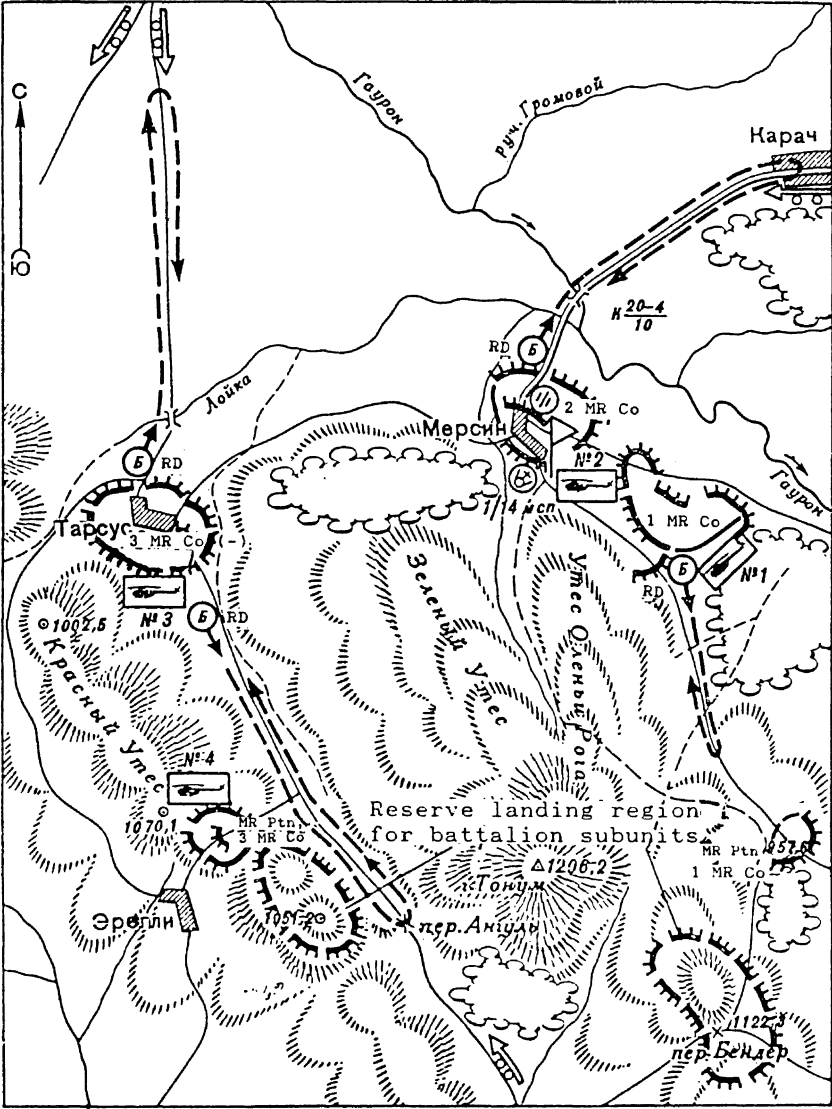 С
Ю
Гаурон
руч. Громовой
Карач
К 20-4
10
RD
Б
2 MR Co
Лойка
Мерсин
Б
RD
№2
1/14 мсп
Гаурон
1 MR Co
Тарсус
3 MR Co (-)
Б
№1
RD
№3
Б
RD
1002,5
Красный Утес
Зеленый Утес
Утес Оленьи Рога
№4
Reserve landing region
for battalion subunits
1070,1
MR Ptn
3 MR Co
MR Ptn
1 MR Co
957.6
1206.2
г. Тонум
Эрегли
1051.2
пер. Ангуль
1122.3
пер. Бендер